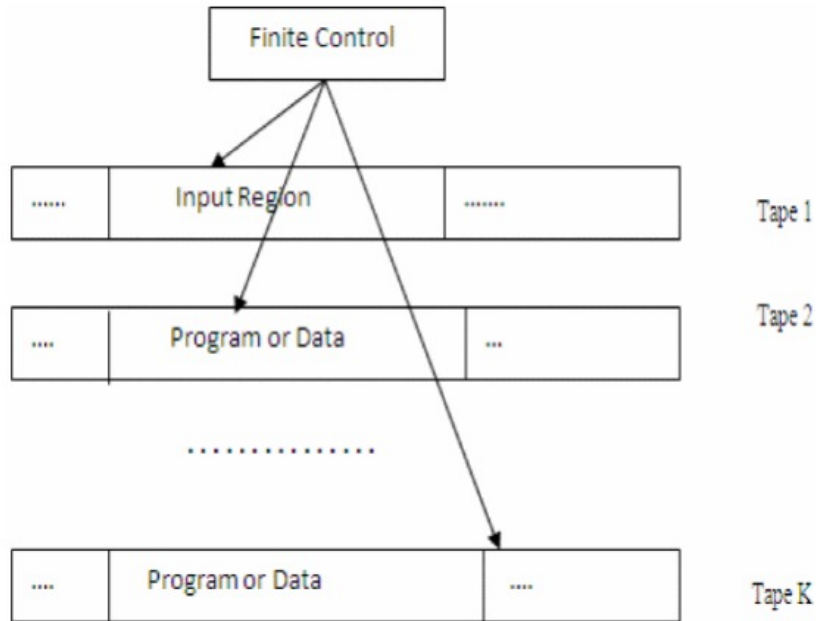 Finite Control
...... Input Region ....... Tape 1
.... Program or Data ... Tape 2
...............
.... Program or Data .... Tape K